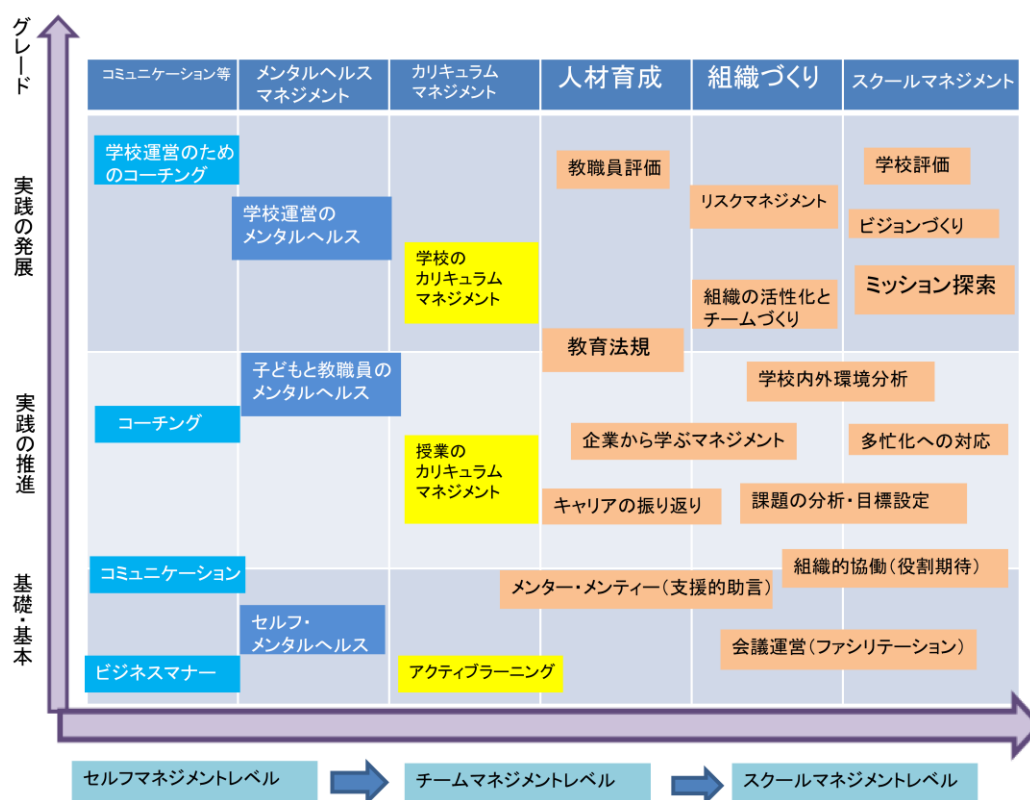 グレード
コミュニケーション等
メンタルヘルス
マネジメント
カリキュラム
マネジメント
人材育成
組織づくり
スクールマネジメント
実践の発展
学校運営のため
のコーチング
学校運営の
メンタルヘルス
学校の
カリキュラム
マネジメント
教職員評価
リスクマネジメント
学校評価
ビジョンづくり
ミッション探索
組織の活性化と
チームづくり
教育法規
実践の推進
子どもと教職員の
メンタルヘルス
コーチング
授業の
カリキュラム
マネジメント
学校内外環境分析
企業から学ぶマネジメント
多忙化への対応
キャリアの振り返り
課題の分析・目標設定
基礎・基本
コミュニケーション
組織的協働(役割期待)
メンター・メンティー(支援的助言)
セルフ・
メンタルヘルス
会議運営(ファシリテーション)
ビジネスマナー
アクティブラーニング
セルフマネジメントレベル
チームマネジメントレベル
スクールマネジメントレベル